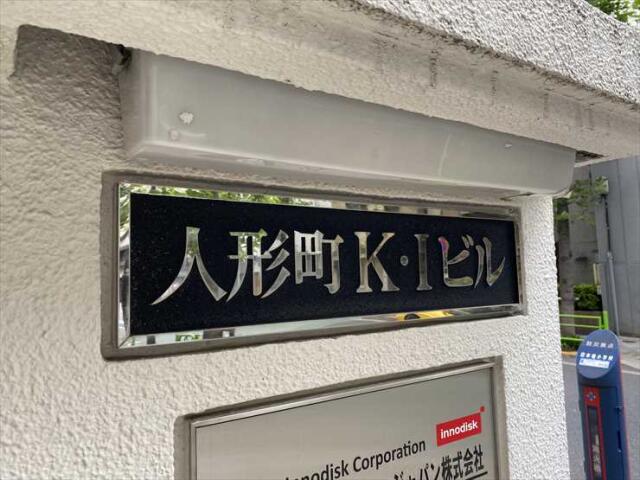 人形町K・Iビル
innodisk
Innodisk Corporation
ジャパン株式会社